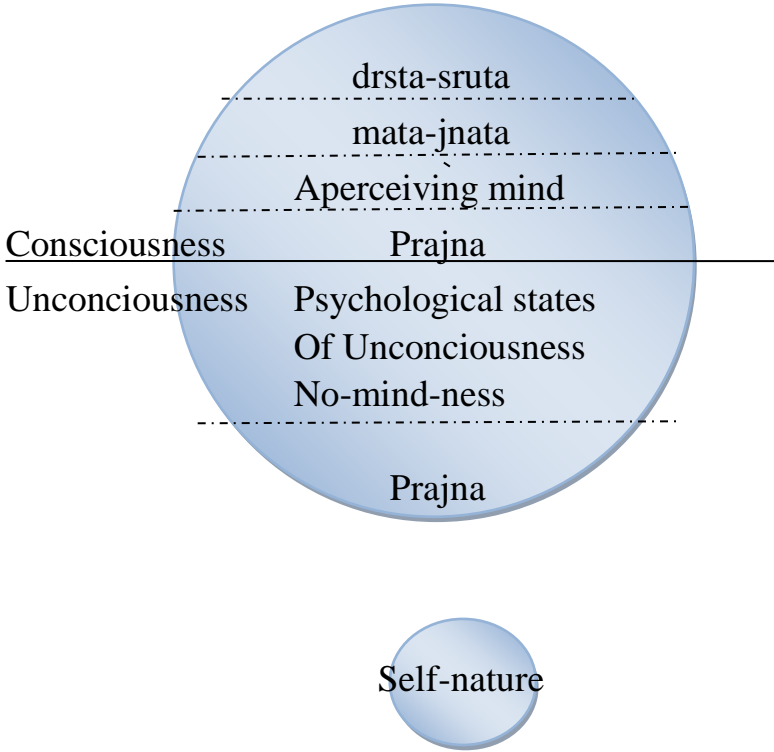 drsta-sruta
mata-jnata
Aperceiving mind
Consciousness Prajna
Unconciousness Psychological states
Of Unconciousness
No-mind-ness
Prajna
Self-nature